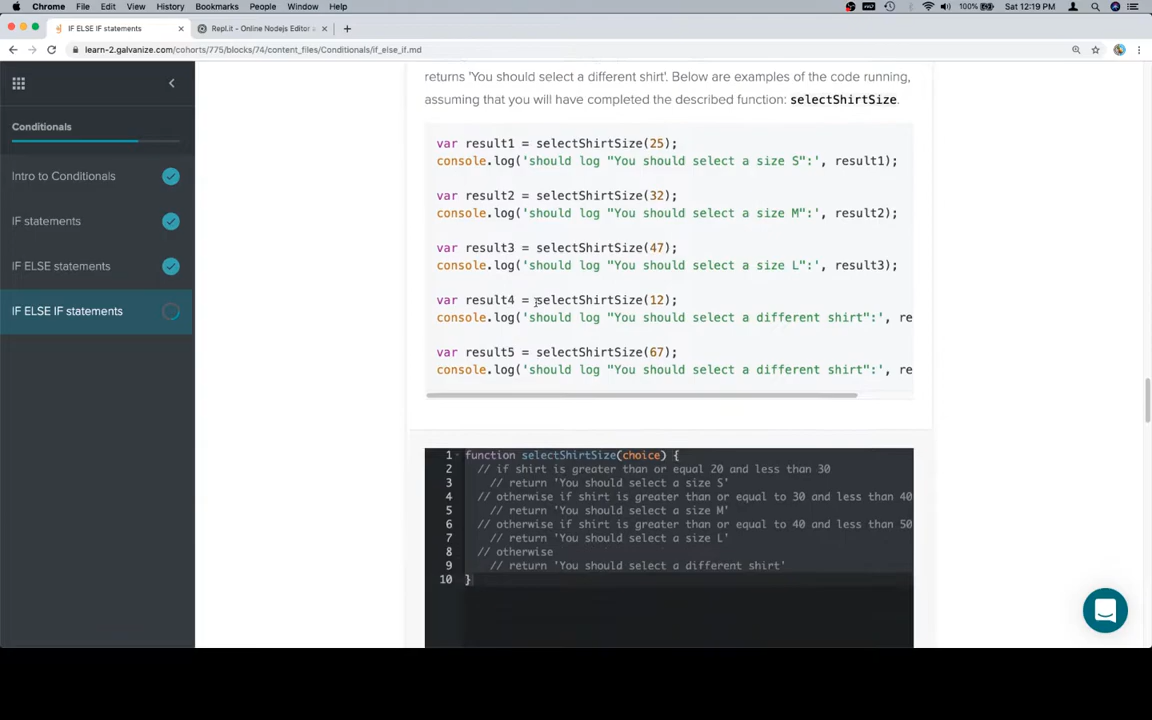 Chrome File Edit View History Bookmarks People Window Help
100% Sat 12:19 PM
IF ELSE IF statements
Repl.it - Online Nodejs Editor
learn-2.galvanize.com/cohorts/775/blocks/74/content_files/Conditionals/if_else_if.md
Conditionals
Intro to Conditionals
IF statements
IF ELSE statements
IF ELSE IF statements
returns 'You should select a different shirt'. Below are examples of the code running,
assuming that you will have completed the described function: selectShirtSize.
var result1 = selectShirtSize(25);
console.log('should log "You should select a size S":', result1);
var result2 = selectShirtSize(32);
console.log('should log "You should select a size M":', result2);
var result3 = selectShirtSize(47);
console.log('should log "You should select a size L":', result3);
var result4 = selectShirtSize(12);
console.log('should log "You should select a different shirt":', re
var result5 = selectShirtSize(67);
console.log('should log "You should select a different shirt":', re
1 function selectShirtSize(choice) {
2 // if shirt is greater than or equal 20 and less than 30
3 // return 'You should select a size S'
4 // otherwise if shirt is greater than or equal to 30 and less than 40
5 // return 'You should select a size M'
6 // otherwise if shirt is greater than or equal to 40 and less than 50
7 // return 'You should select a size L'
8 // otherwise
9 // return 'You should select a different shirt'
10 }